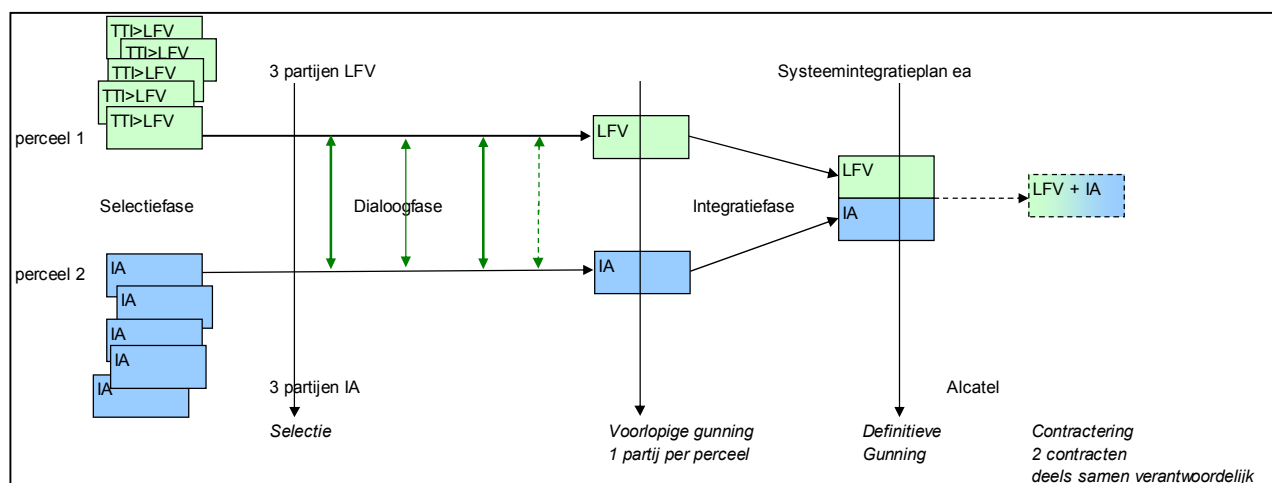 TTI>LFV
TTI>LFV
TTI>LFV
TTI>LFV
TTI>LFV
3 partijen LFV
Systeemintegratieplan ea
perceel 1
LFV
LFV
LFV + IA
Selectiefase
Dialoogfase
Integratiefase
IA
perceel 2
IA
IA
IA
IA
IA
IA
3 partijen IA
Alcatel
Selectie
Voorlopige gunning
1 partij per perceel
Definitieve
Gunning
Contractering
2 contracten
deels samen verantwoordelijk